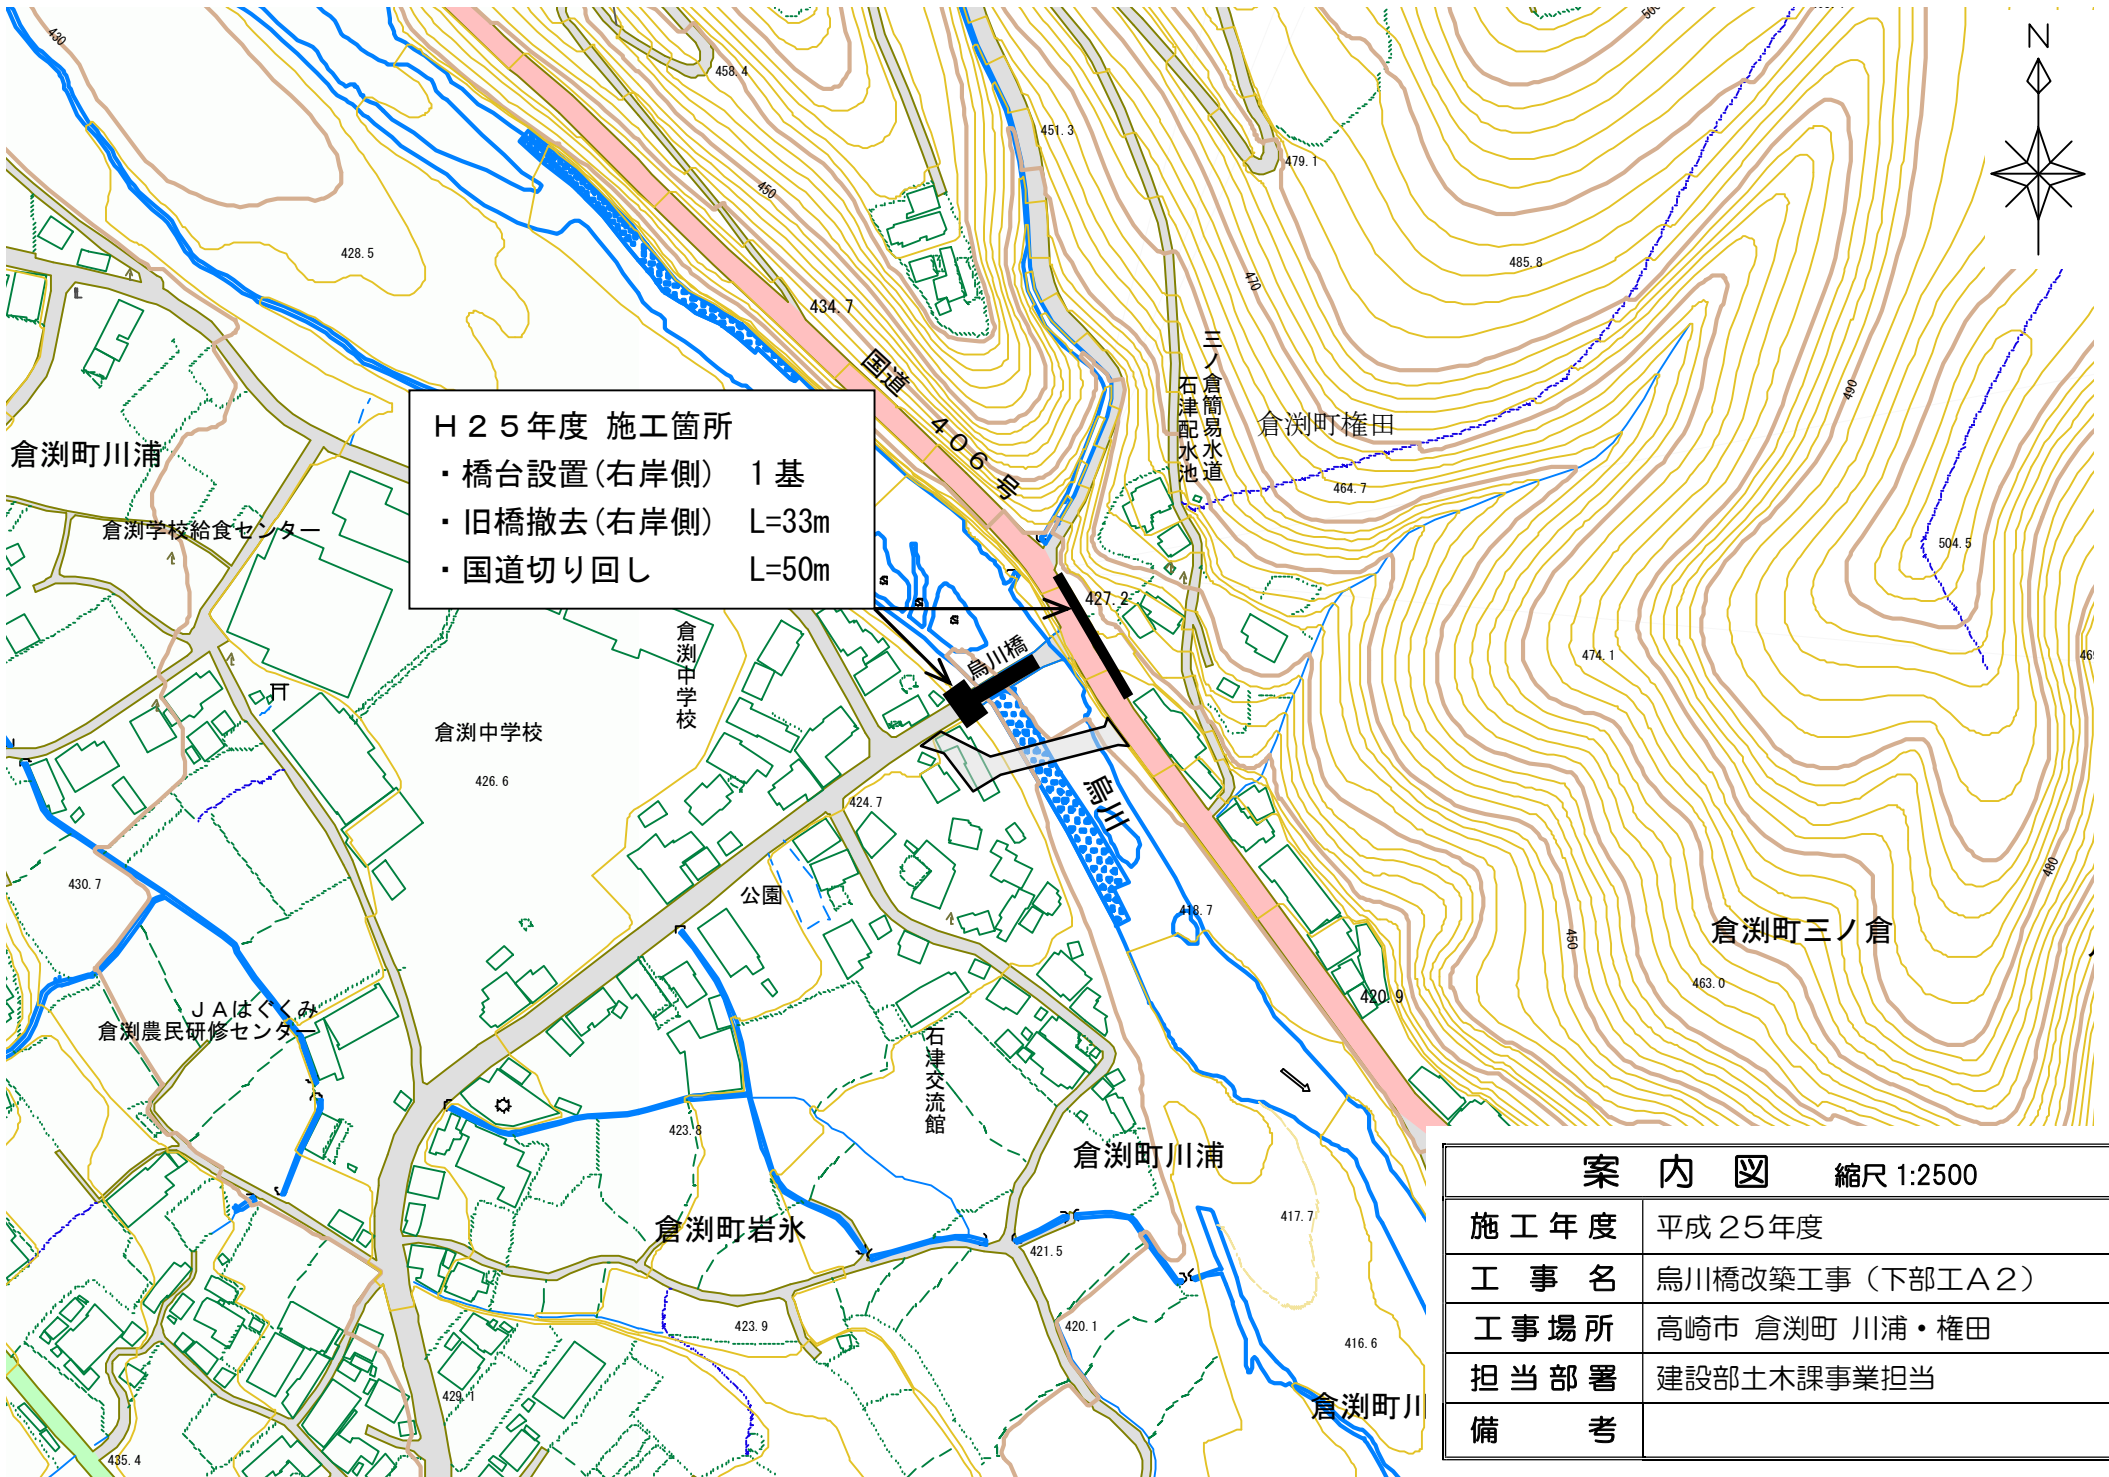 N
430
458.4
500
451.3
479.1
450
428.5
485.8
470
434.7
三ノ倉簡易水道
石津配水池
国道 406号
490
倉渕町権田
H25年度 施工箇所
・橋台設置(右岸側) 1基
・旧橋撤去(右岸側) L=33m
・国道切り回し L=50m
倉渕町川浦
倉渕学校給食センター
464.7
504.5
427.2
烏川橋
倉渕中学校
474.1
倉渕中学校
426.6
424.7
烏川
430.7
公園
418.7
450
480
倉渕町三ノ倉
463.0
420.9
JAはぐくみ
倉渕農民研修センター
石津交流館
423.8
倉渕町川浦
倉渕町岩氷
417.7
421.5
423.9
420.1
416.6
429.1
倉渕町川
435.4
案内図 縮尺 1:2500
施工年度 平成25年度
工事名 烏川橋改築工事(下部工A2)
工事場所 高崎市 倉渕町 川浦・権田
担当部署 建設部土木課事業担当
備考